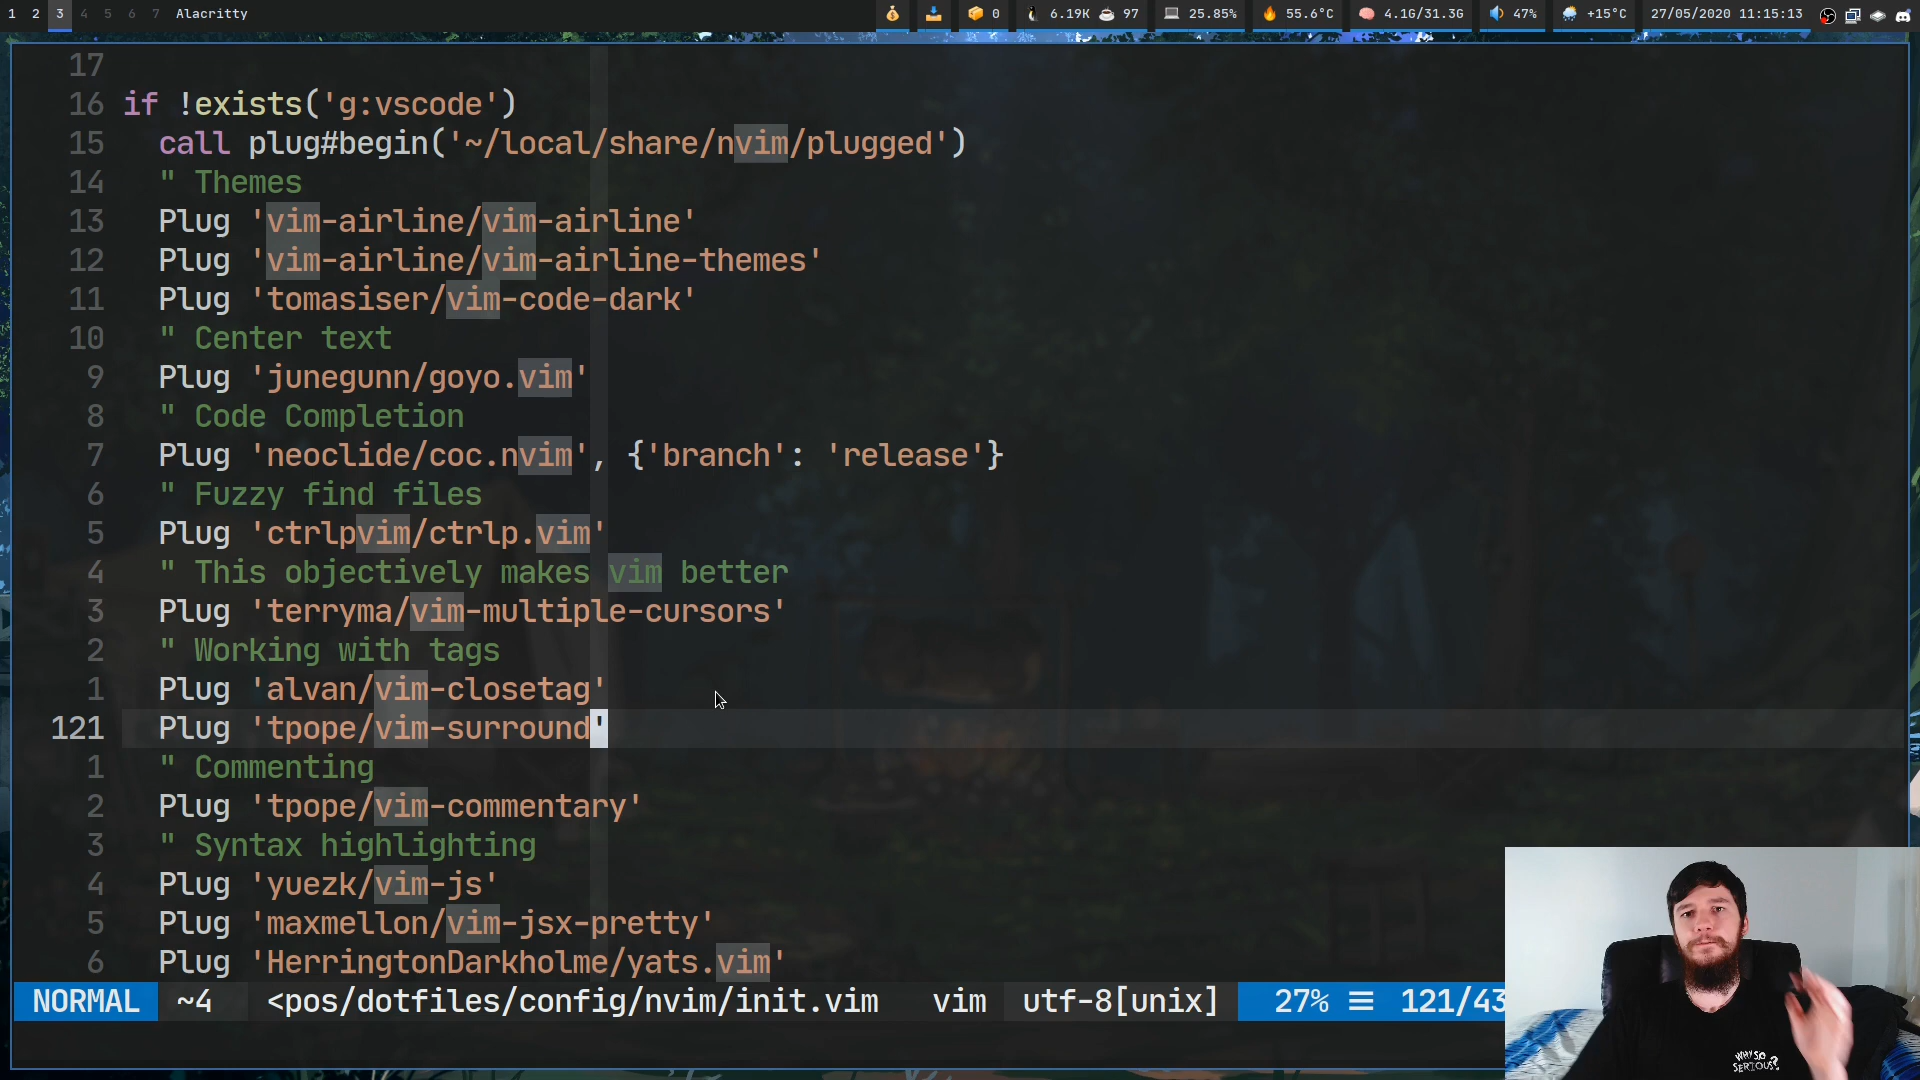 1 2 3 4 5 6 7 Alacritty 0 6.19K 97 25.85% 55.6°C 4.1G/31.3G 47% +15°C 27/05/2020 11:15:13
17
16 if !exists('g:vscode')
15 call plug#begin('~/local/share/nvim/plugged')
14 " Themes
13 Plug 'vim-airline/vim-airline'
12 Plug 'vim-airline/vim-airline-themes'
11 Plug 'tomasiser/vim-code-dark'
10 " Center text
9 Plug 'junegunn/goyo.vim'
8 " Code Completion
7 Plug 'neoclide/coc.nvim', {'branch': 'release'}
6 " Fuzzy find files
5 Plug 'ctrlpvim/ctrlp.vim'
4 " This objectively makes vim better
3 Plug 'terryma/vim-multiple-cursors'
2 " Working with tags
1 Plug 'alvan/vim-closetag'
121 Plug 'tpope/vim-surround'
1 " Commenting
2 Plug 'tpope/vim-commentary'
3 " Syntax highlighting
4 Plug 'yuezk/vim-js'
5 Plug 'maxmellon/vim-jsx-pretty'
6 Plug 'HerringtonDarkholme/yats.vim'
NORMAL ~4 <pos/dotfiles/config/nvim/init.vim vim utf-8[unix] 27% ≡ 121/43
WHY SO
SERIOUS?